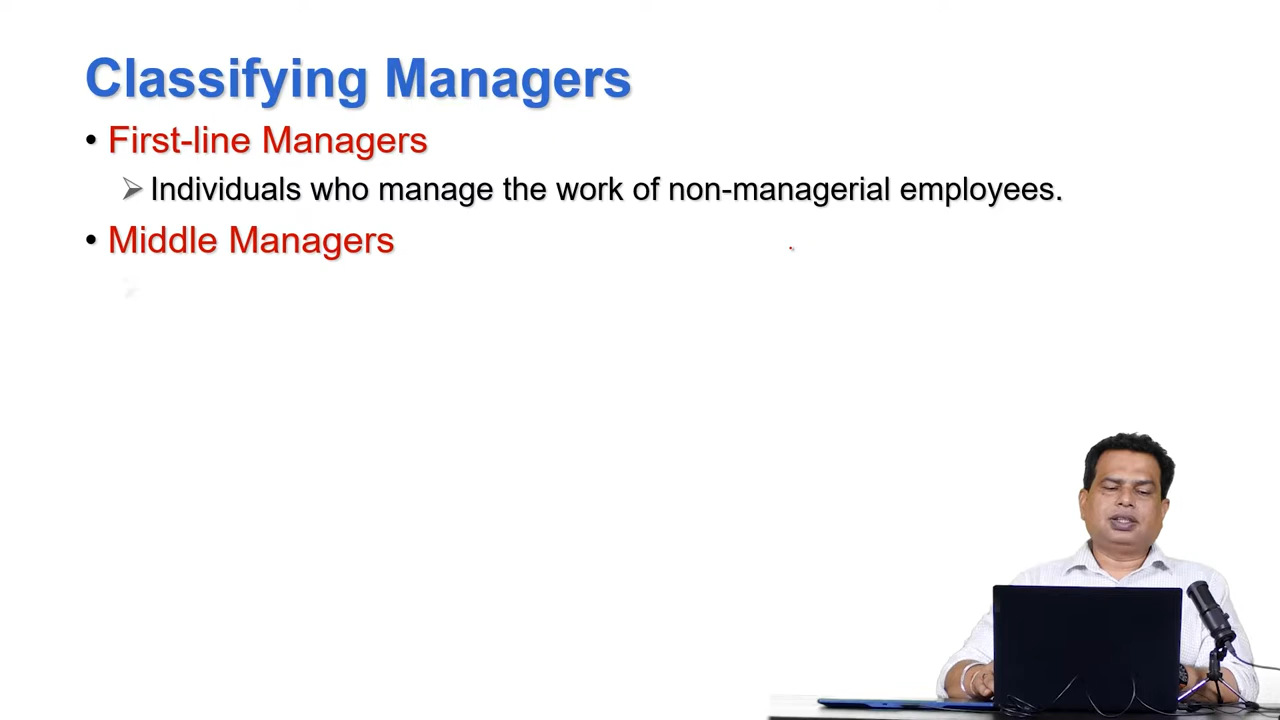 Classifying Managers
• First-line Managers
➢ Individuals who manage the work of non-managerial employees.
• Middle Managers